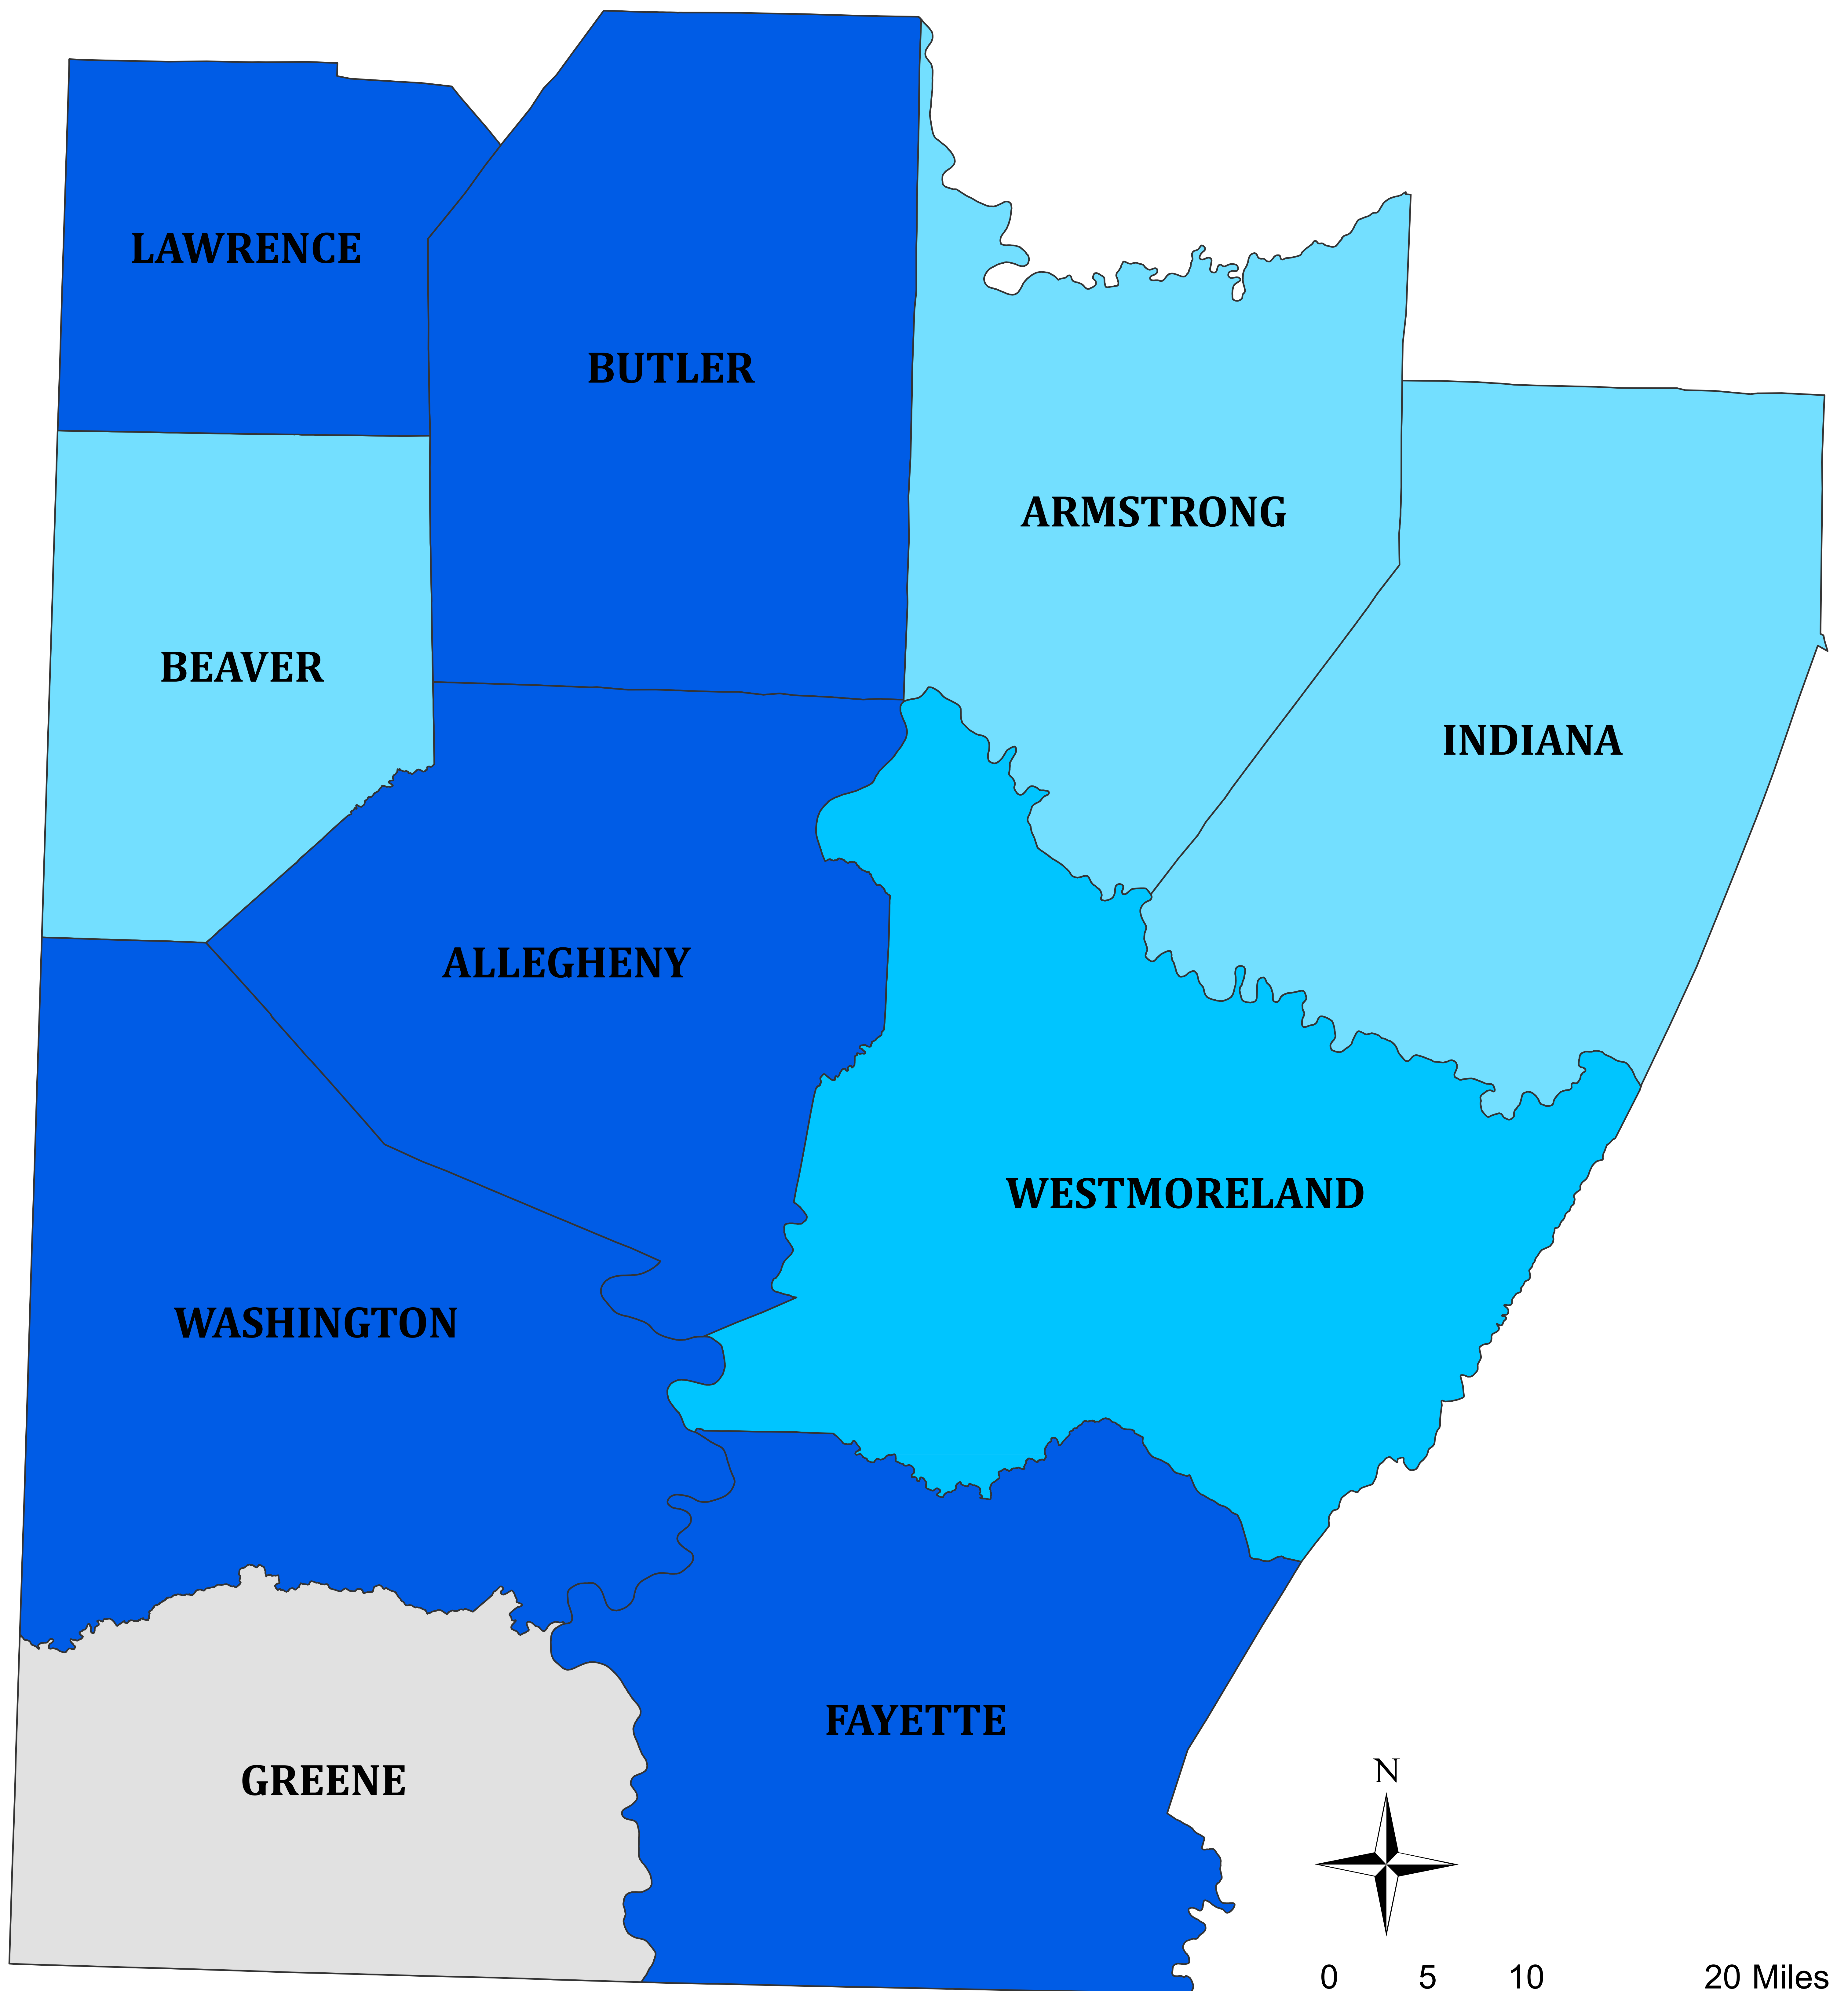 LAWRENCE
BUTLER
ARMSTRONG
BEAVER
INDIANA
ALLEGHENY
WESTMORELAND
WASHINGTON
FAYETTE
GREENE
N
0 5 10 20 Miles